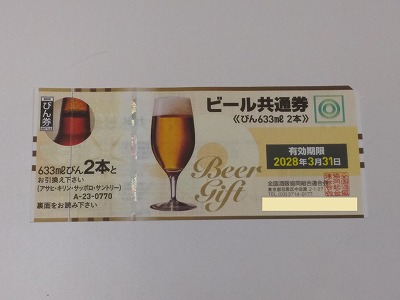 びん券
ビール共通券
≪びん633㎖ 2本≫
有効期限
2028年3月31日
633㎖びん2本と
お引換え下さい
(アサヒ・キリン・サッポロ・サントリー)
A-23-0770
裏面をお読み下さい
Beer
Gift
全国酒販協同組合連合会